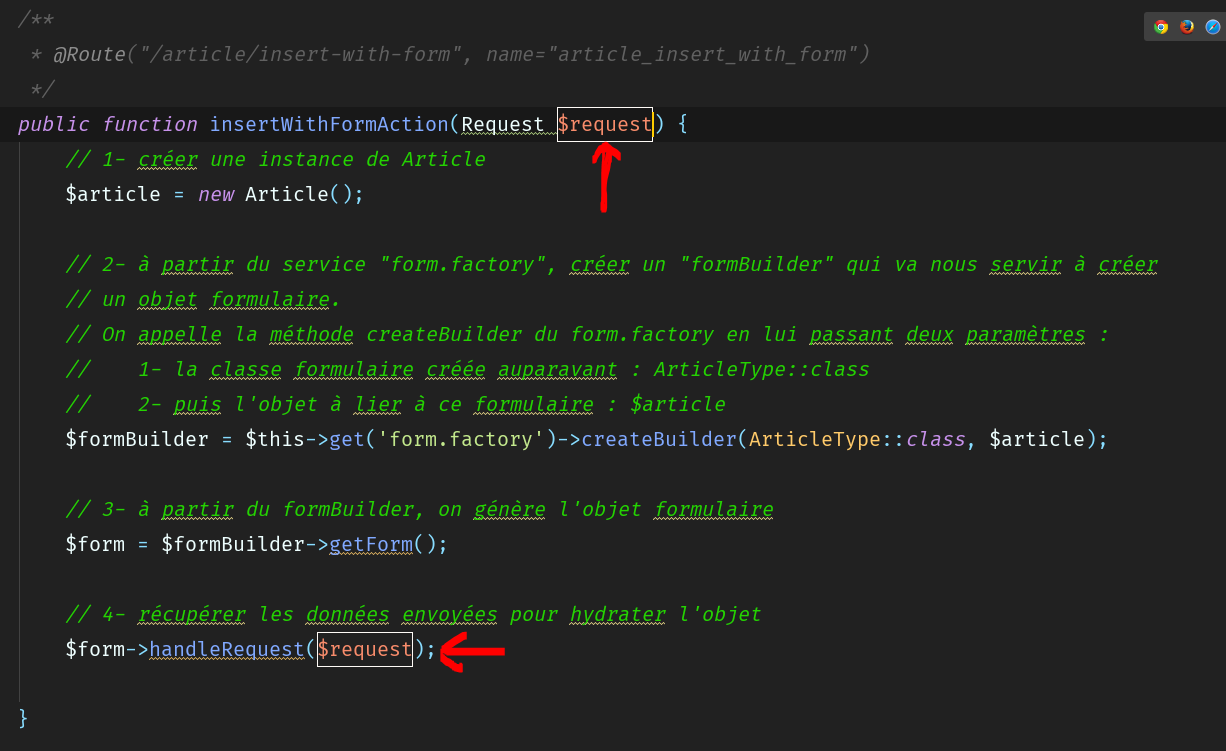 /**
 * @Route("/article/insert-with-form", name="article_insert_with_form")
 */
public function insertWithFormAction(Request $request) {
    // 1- créer une instance de Article
    $article = new Article();
    // 2- à partir du service "form.factory", créer un "formBuilder" qui va nous servir à créer
    // un objet formulaire.
    // On appelle la méthode createBuilder du form.factory en lui passant deux paramètres :
    //    1- la classe formulaire créée auparavant : ArticleType::class
    //    2- puis l'objet à lier à ce formulaire : $article
    $formBuilder = $this->get('form.factory')->createBuilder(ArticleType::class, $article);
    // 3- à partir du formBuilder, on génère l'objet formulaire
    $form = $formBuilder->getForm();
    // 4- récupérer les données envoyées pour hydrater l'objet
    $form->handleRequest($request);
}